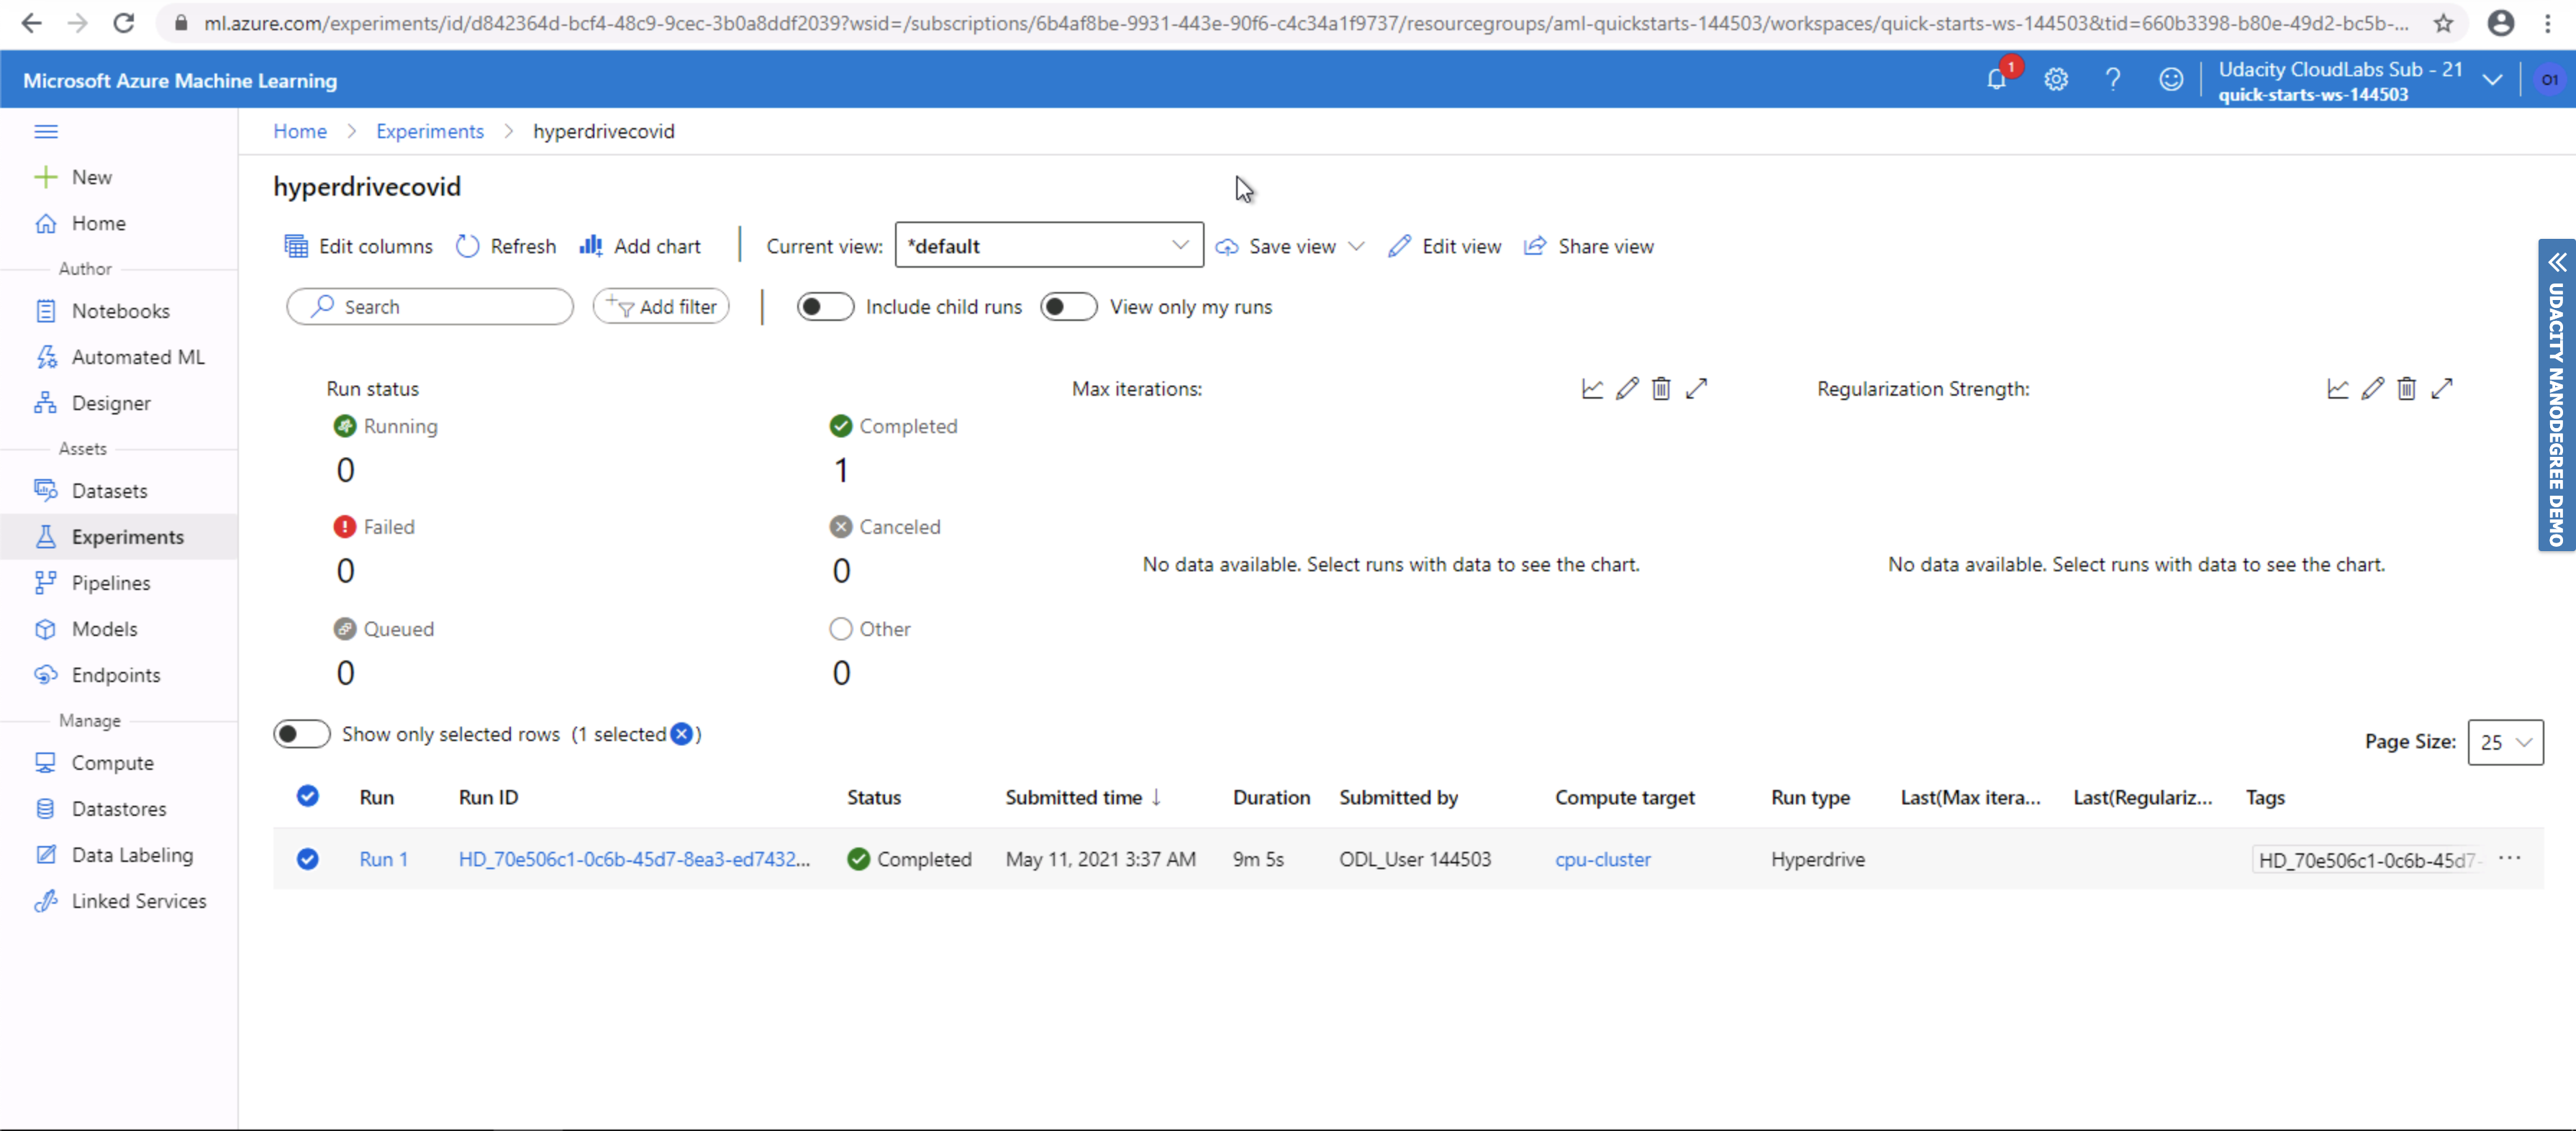 ml.azure.com/experiments/id/d842364d-bcf4-48c9-9cec-3b0a8ddf2039?wsid=/subscriptions/6b4af8be-9931-443e-90f6-c4c34a1f9737/resourcegroups/aml-quickstarts-144503/workspaces/quick-starts-ws-144503&tid=660b3398-b80e-49d2-bc5b-...
Microsoft Azure Machine Learning
1
Udacity CloudLabs Sub - 21
quick-starts-ws-144503
O1
Home > Experiments > hyperdrivecovid
New
Home
Author
Notebooks
Automated ML
Designer
Assets
Datasets
Experiments
Pipelines
Models
Endpoints
Manage
Compute
Datastores
Data Labeling
Linked Services
hyperdrivecovid
Edit columns Refresh Add chart Current view: *default Save view Edit view Share view
Search Add filter Include child runs View only my runs
Run status
Running
0
Completed
1
Failed
0
Canceled
0
Queued
0
Other
0
Max iterations:
No data available. Select runs with data to see the chart.
Regularization Strength:
No data available. Select runs with data to see the chart.
UDACITY NANODEGREE DEMO
Show only selected rows (1 selected )
Page Size: 25
Run Run ID Status Submitted time ↓ Duration Submitted by Compute target Run type Last(Max itera... Last(Regulariz... Tags
Run 1 HD_70e506c1-0c6b-45d7-8ea3-ed7432... Completed May 11, 2021 3:37 AM 9m 5s ODL_User 144503 cpu-cluster Hyperdrive HD_70e506c1-0c6b-45d7- ...